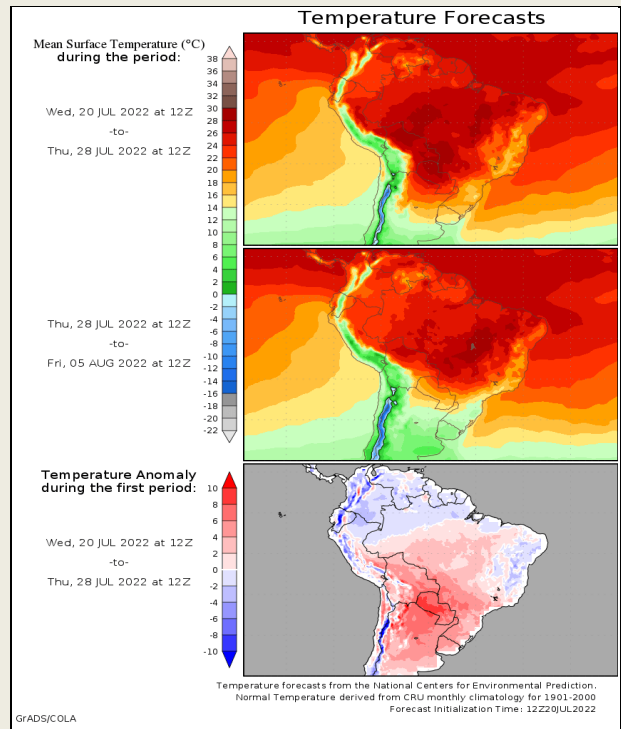 Temperature Forecasts
Mean Surface Temperature (°C)
during the period:
38
36
34
32
30
28
26
24
22
20
18
16
14
12
10
8
6
4
2
0
-2
-4
-6
-8
-10
-12
-14
-16
-18
-20
-22
Wed, 20 JUL 2022 at 12Z
-to-
Thu, 28 JUL 2022 at 12Z
Thu, 28 JUL 2022 at 12Z
-to-
Fri, 05 AUG 2022 at 12Z
Temperature Anomaly
during the first period:
10
8
6
4
2
0
-2
-4
-6
-8
-10
Wed, 20 JUL 2022 at 12Z
-to-
Thu, 28 JUL 2022 at 12Z
Temperature forecasts from the National Centers for Environmental Prediction.
Normal Temperature derived from CRU monthly climatology for 1901-2000
Forecast Initialization Time: 12Z20JUL2022
GrADS/COLA